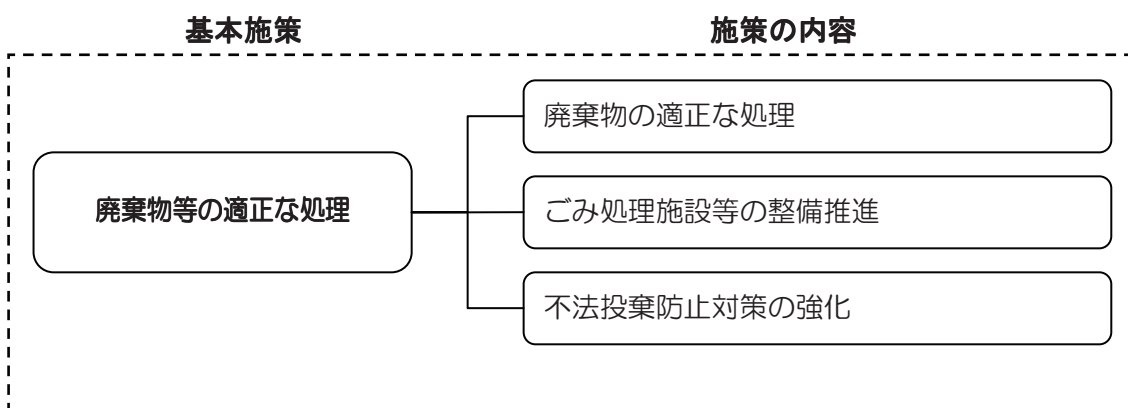 基本施策
施策の内容
廃棄物等の適正な処理
廃棄物の適正な処理
ごみ処理施設等の整備推進
不法投棄防止対策の強化